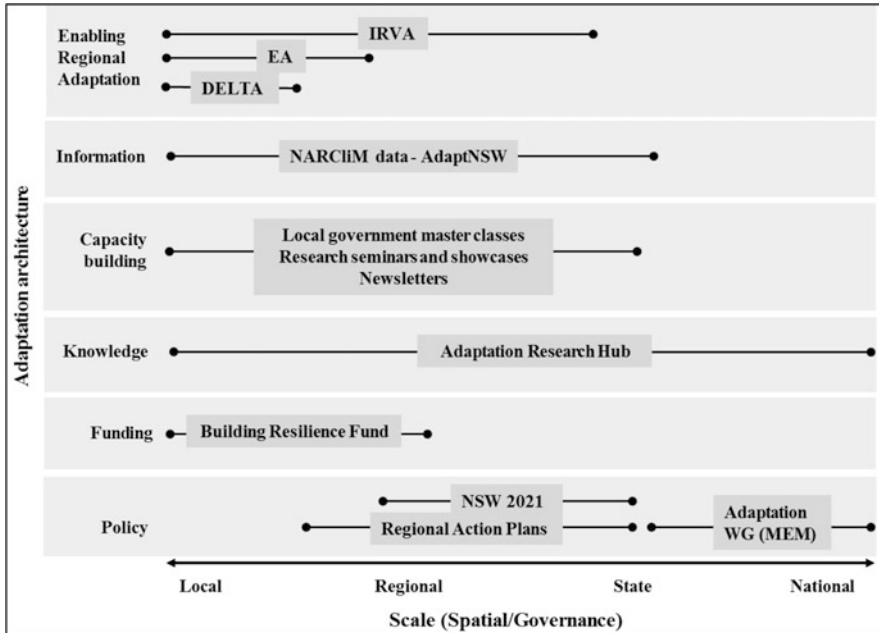 Adaptation architecture
Enabling
Regional
Adaptation
IRVA
EA
DELTA
Information
NARCliM data - AdaptNSW
Capacity
building
Local government master classes
Research seminars and showcases
Newsletters
Knowledge
Adaptation Research Hub
Funding
Building Resilience Fund
Policy
NSW 2021
Regional Action Plans
Adaptation
WG (MEM)
Local
Regional
State
National
Scale (Spatial/Governance)